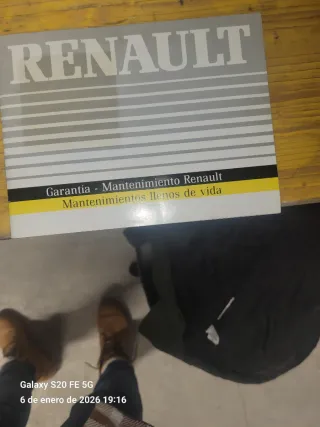 RENAULT
Garantia - Mantenimiento Renault
Mantenimientos llenos de vida
Galaxy S20 FE 5G
6 de enero de 2026 19:16